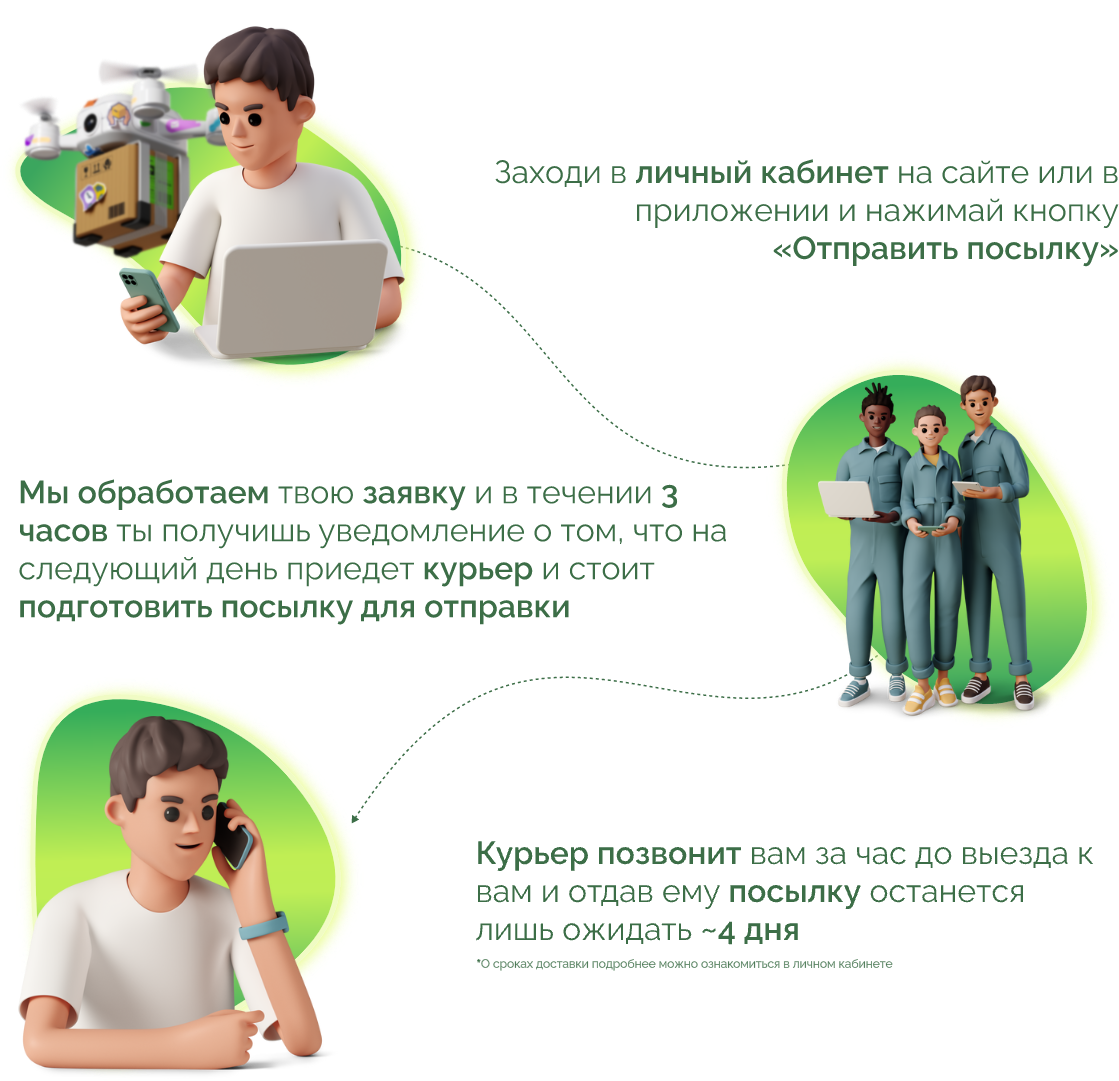 Заходи в личный кабинет на сайте или в
приложении и нажимай кнопку
«Отправить посылку»
Мы обработаем твою заявку и в течении 3
часов ты получишь уведомление о том, что на
следующий день приедет курьер и стоит
подготовить посылку для отправки
Курьер позвонит вам за час до выезда к
вам и отдав ему посылку останется
лишь ожидать ~4 дня
*О сроках доставки подробнее можно ознакомиться в личном кабинете